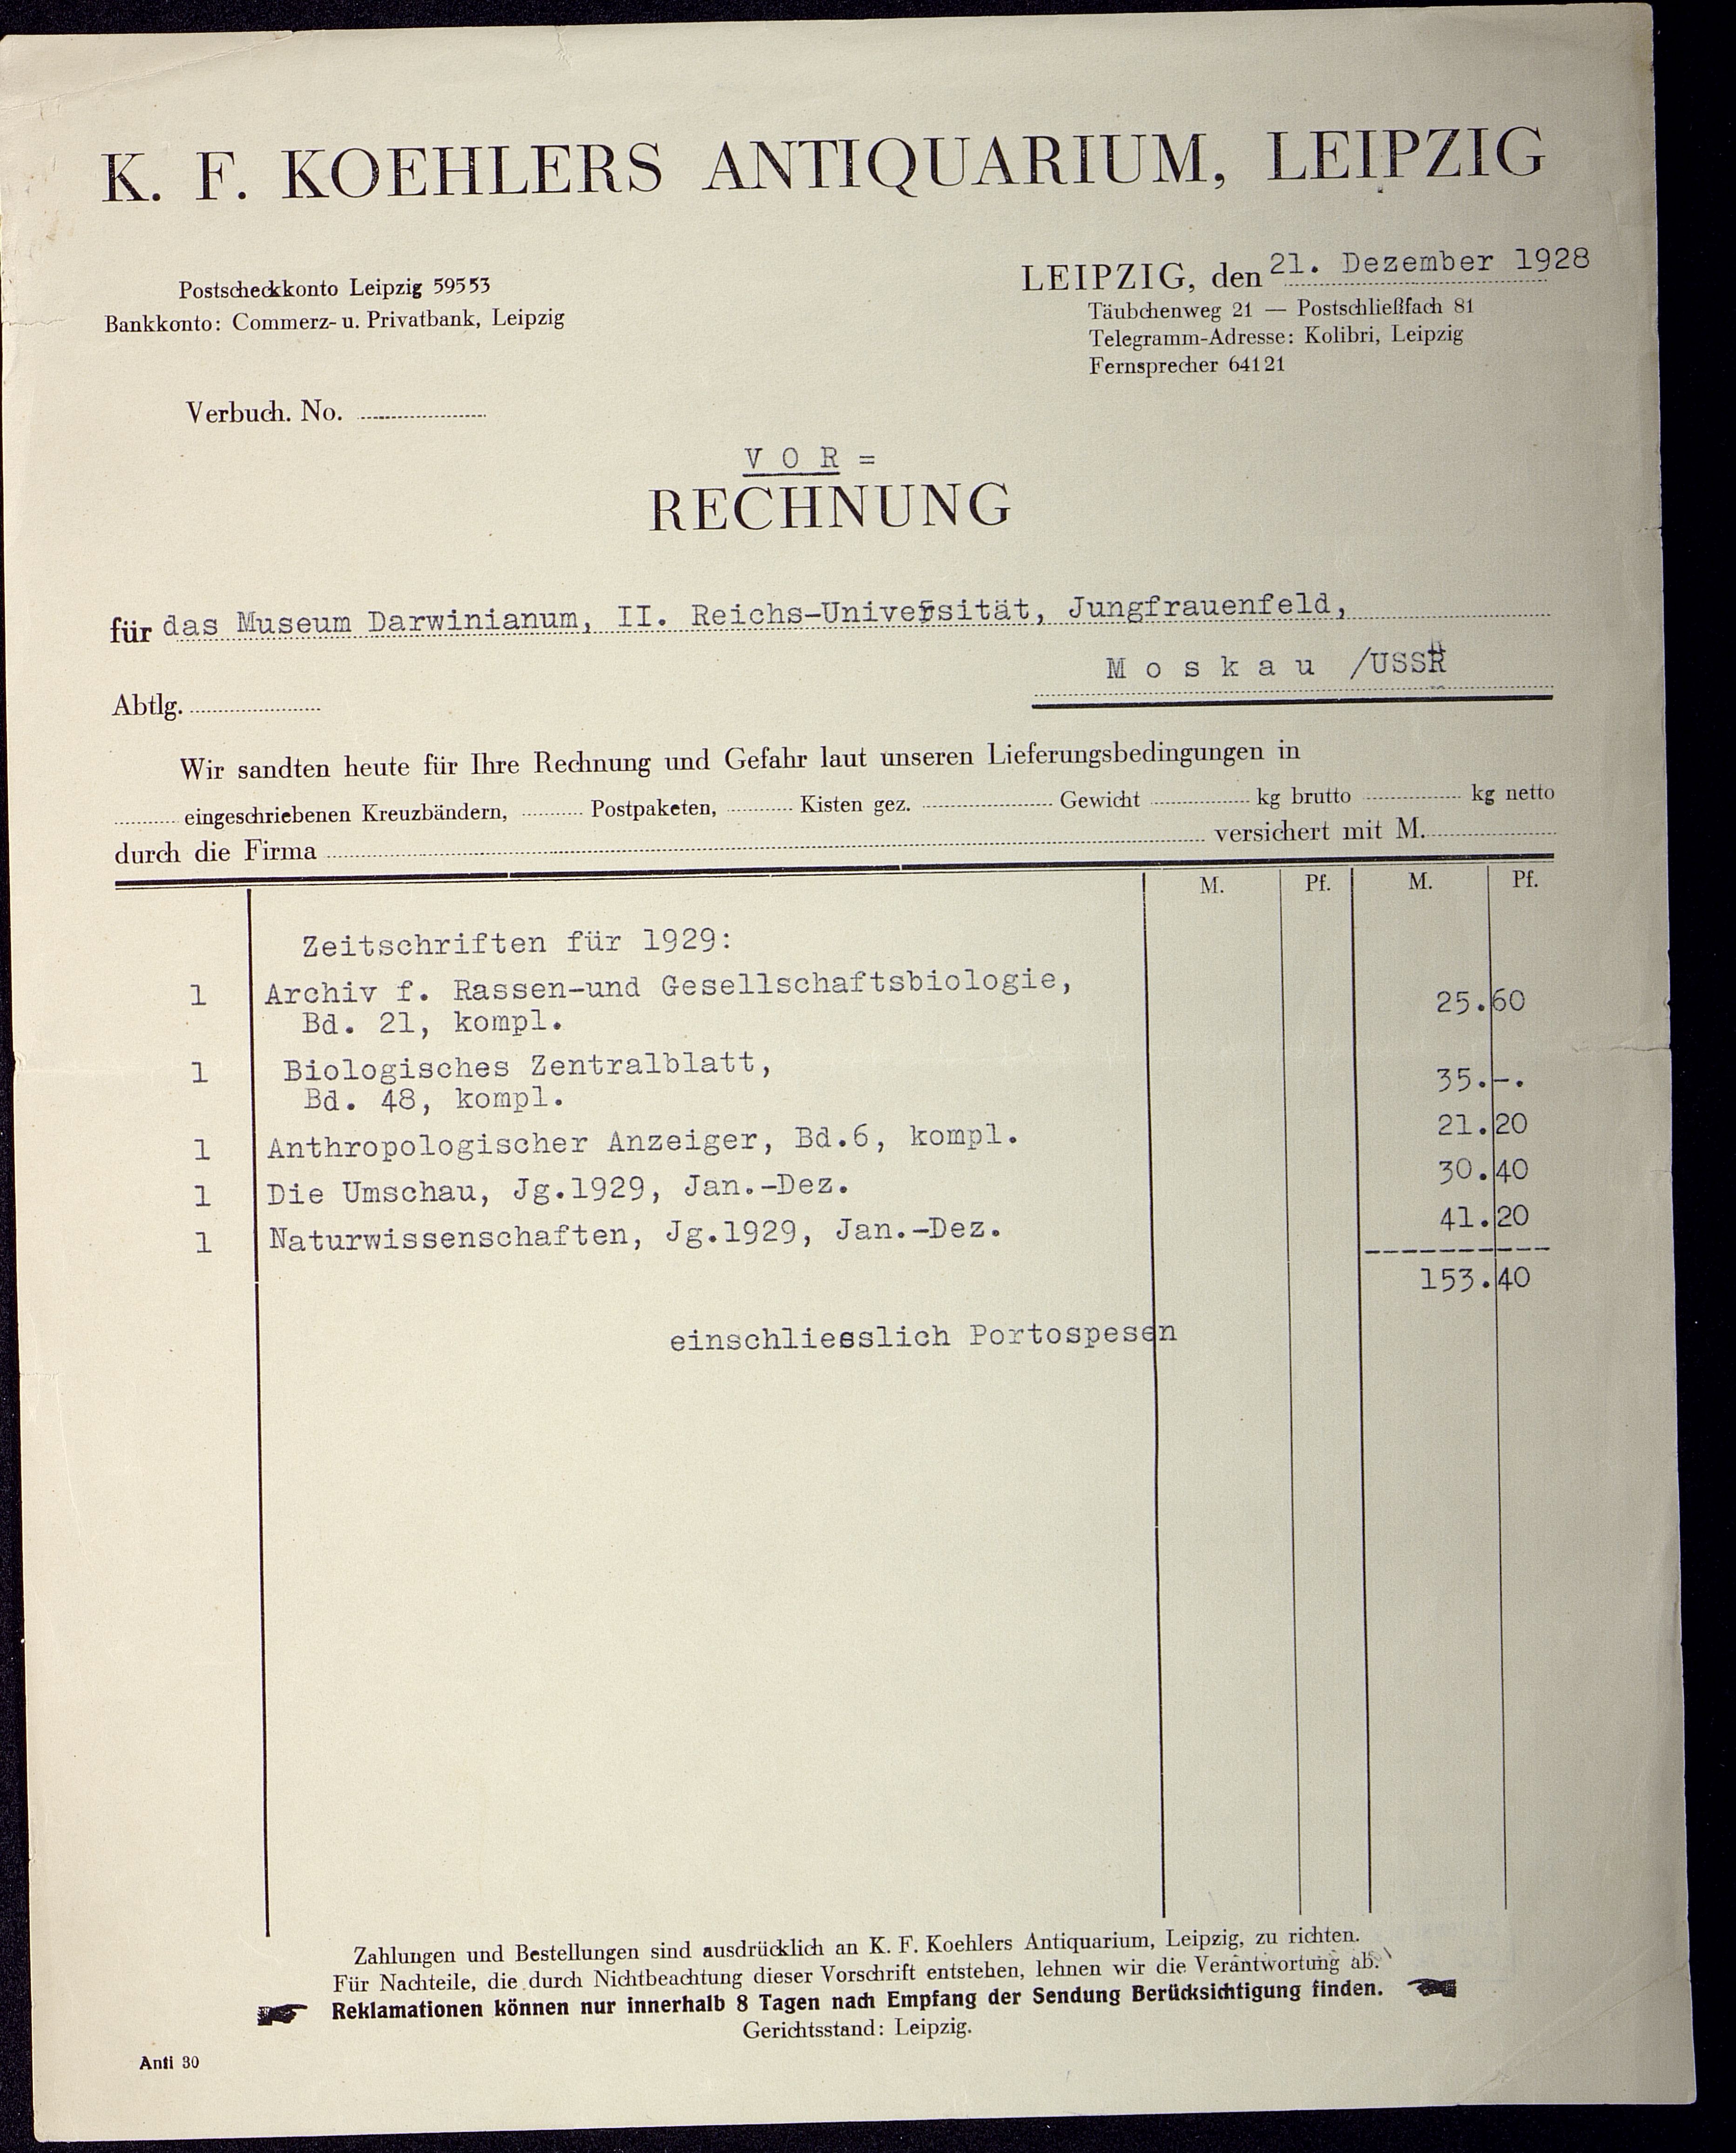 K. F. KOEHLERS ANTIQUARIUM, LEIPZIG
Postscheckkonto Leipzig 59553
Bankkonto: Commerz- u. Privatbank, Leipzig
LEIPZIG, den 21. Dezember 1928
Täubchenweg 21 — Postschließfach 81
Telegramm-Adresse: Kolibri, Leipzig
Fernsprecher 64121
Verbuch. No.
VOR=
RECHNUNG
für das Museum Darwinianum, II. Reichs-Universität, Jungfrauenfeld,
Moskau /USSR
Abtlg.
Wir sandten heute für Ihre Rechnung und Gefahr laut unseren Lieferungsbedingungen in
eingeschriebenen Kreuzbändern, Postpaketen, Kisten gez. Gewicht kg brutto kg netto
durch die Firma versichert mit M.
M. Pf. M. Pf.
Zeitschriften für 1929:
1 Archiv f. Rassen-und Gesellschaftsbiologie,
Bd. 21, kompl. 25.60
1 Biologisches Zentralblatt,
Bd. 48, kompl. 35.-.
1 Anthropologischer Anzeiger, Bd.6, kompl. 21.20
1 Die Umschau, Jg.1929, Jan.-Dez. 30.40
1 Naturwissenschaften, Jg.1929, Jan.-Dez. 41.20
153.40
einschliesslich Portospesen
Zahlungen und Bestellungen sind ausdrücklich an K. F. Koehlers Antiquarium, Leipzig, zu richten.
Für Nachteile, die durch Nichtbeachtung dieser Vorschrift entstehen, lehnen wir die Verantwortung ab.
Reklamationen können nur innerhalb 8 Tagen nach Empfang der Sendung Berücksichtigung finden.
Gerichtsstand: Leipzig.
Anti 30